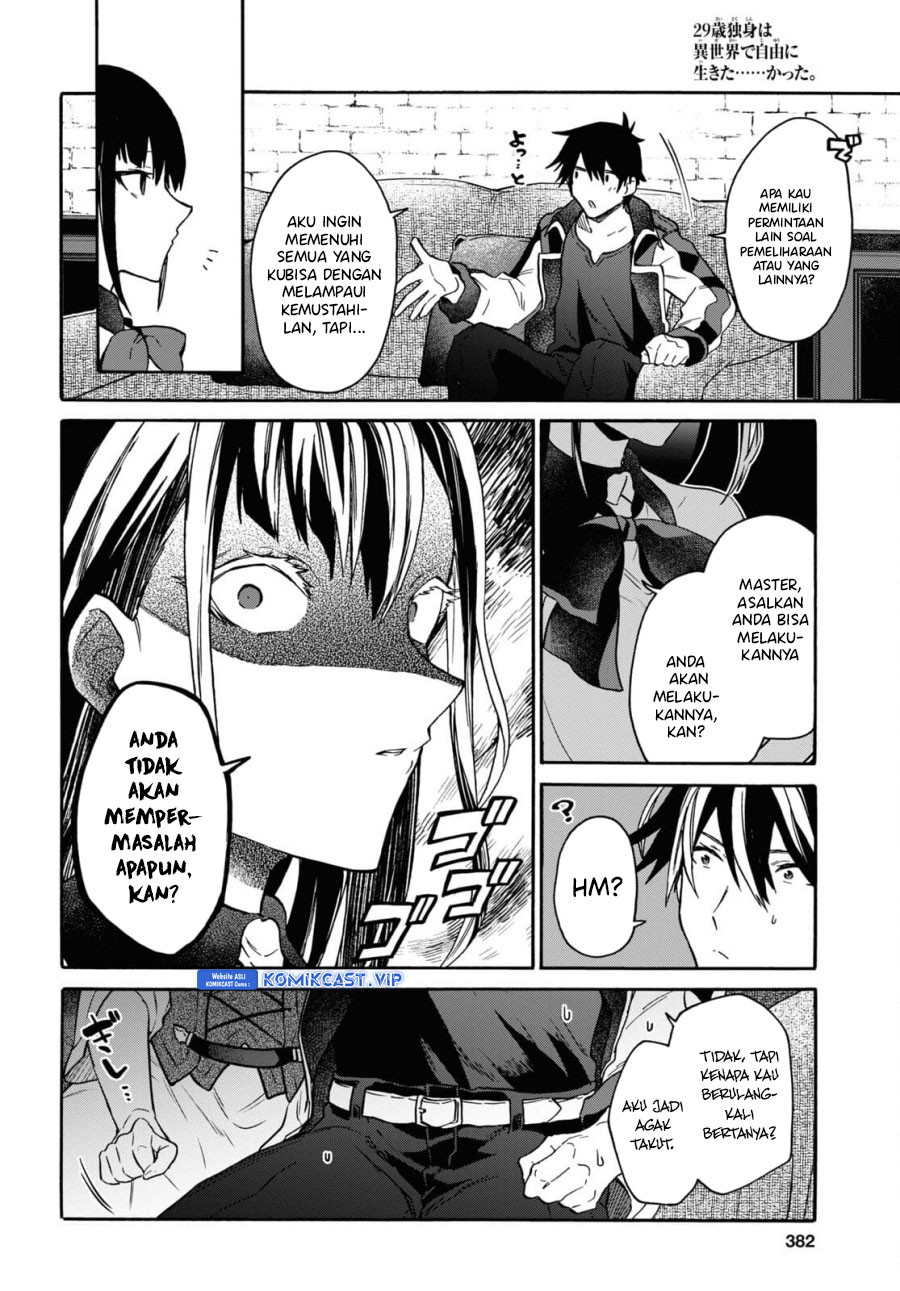 29歳独身は
異世界で自由に
生きた……かった。
で
APA KAU
MEMILIKI
PERMINTAAN
LAIN SOAL
PEMELIHARAAN
ATAU YANG
LAINNYA?
よっ…と
AKU INGIN
MEMENUHI
SEMUA YANG
KUBISA DENGAN
MELAMPAUI
KEMUSTAHI-
LAN, TAPI...
MASTER,
ASALKAN
ANDA BISA
MELAKU-
KANNYA
ANDA
AKAN
MELAKU-
KANNYA,
KAN?
ANDA
TIDAK
AKAN
MEMPER-
MASALAH
APAPUN,
KAN?
ゴゴゴ
?
HM?
Website ASLI
KOMIKCAST Cuma :
KOMIKCAST.VIP
TIDAK, TAPI
KENAPA KAU
BERULANG-
KALI
BERTANYA?
AKU JADI
AGAK
TAKUT.
ぎし…
382